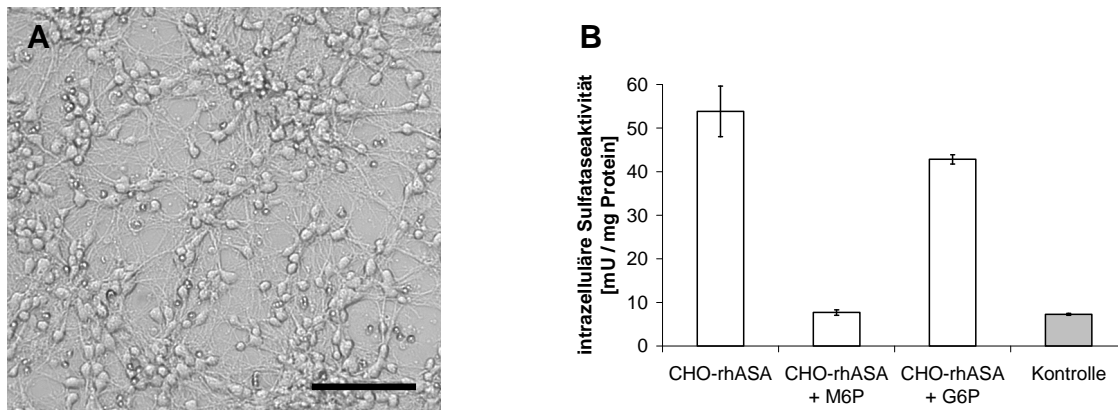 A
B
intrazelluläre Sulfataseaktivität
[mU / mg Protein]
60
50
40
30
20
10
0
CHO-rhASA
CHO-rhASA
+ M6P
CHO-rhASA
+ G6P
Kontrolle